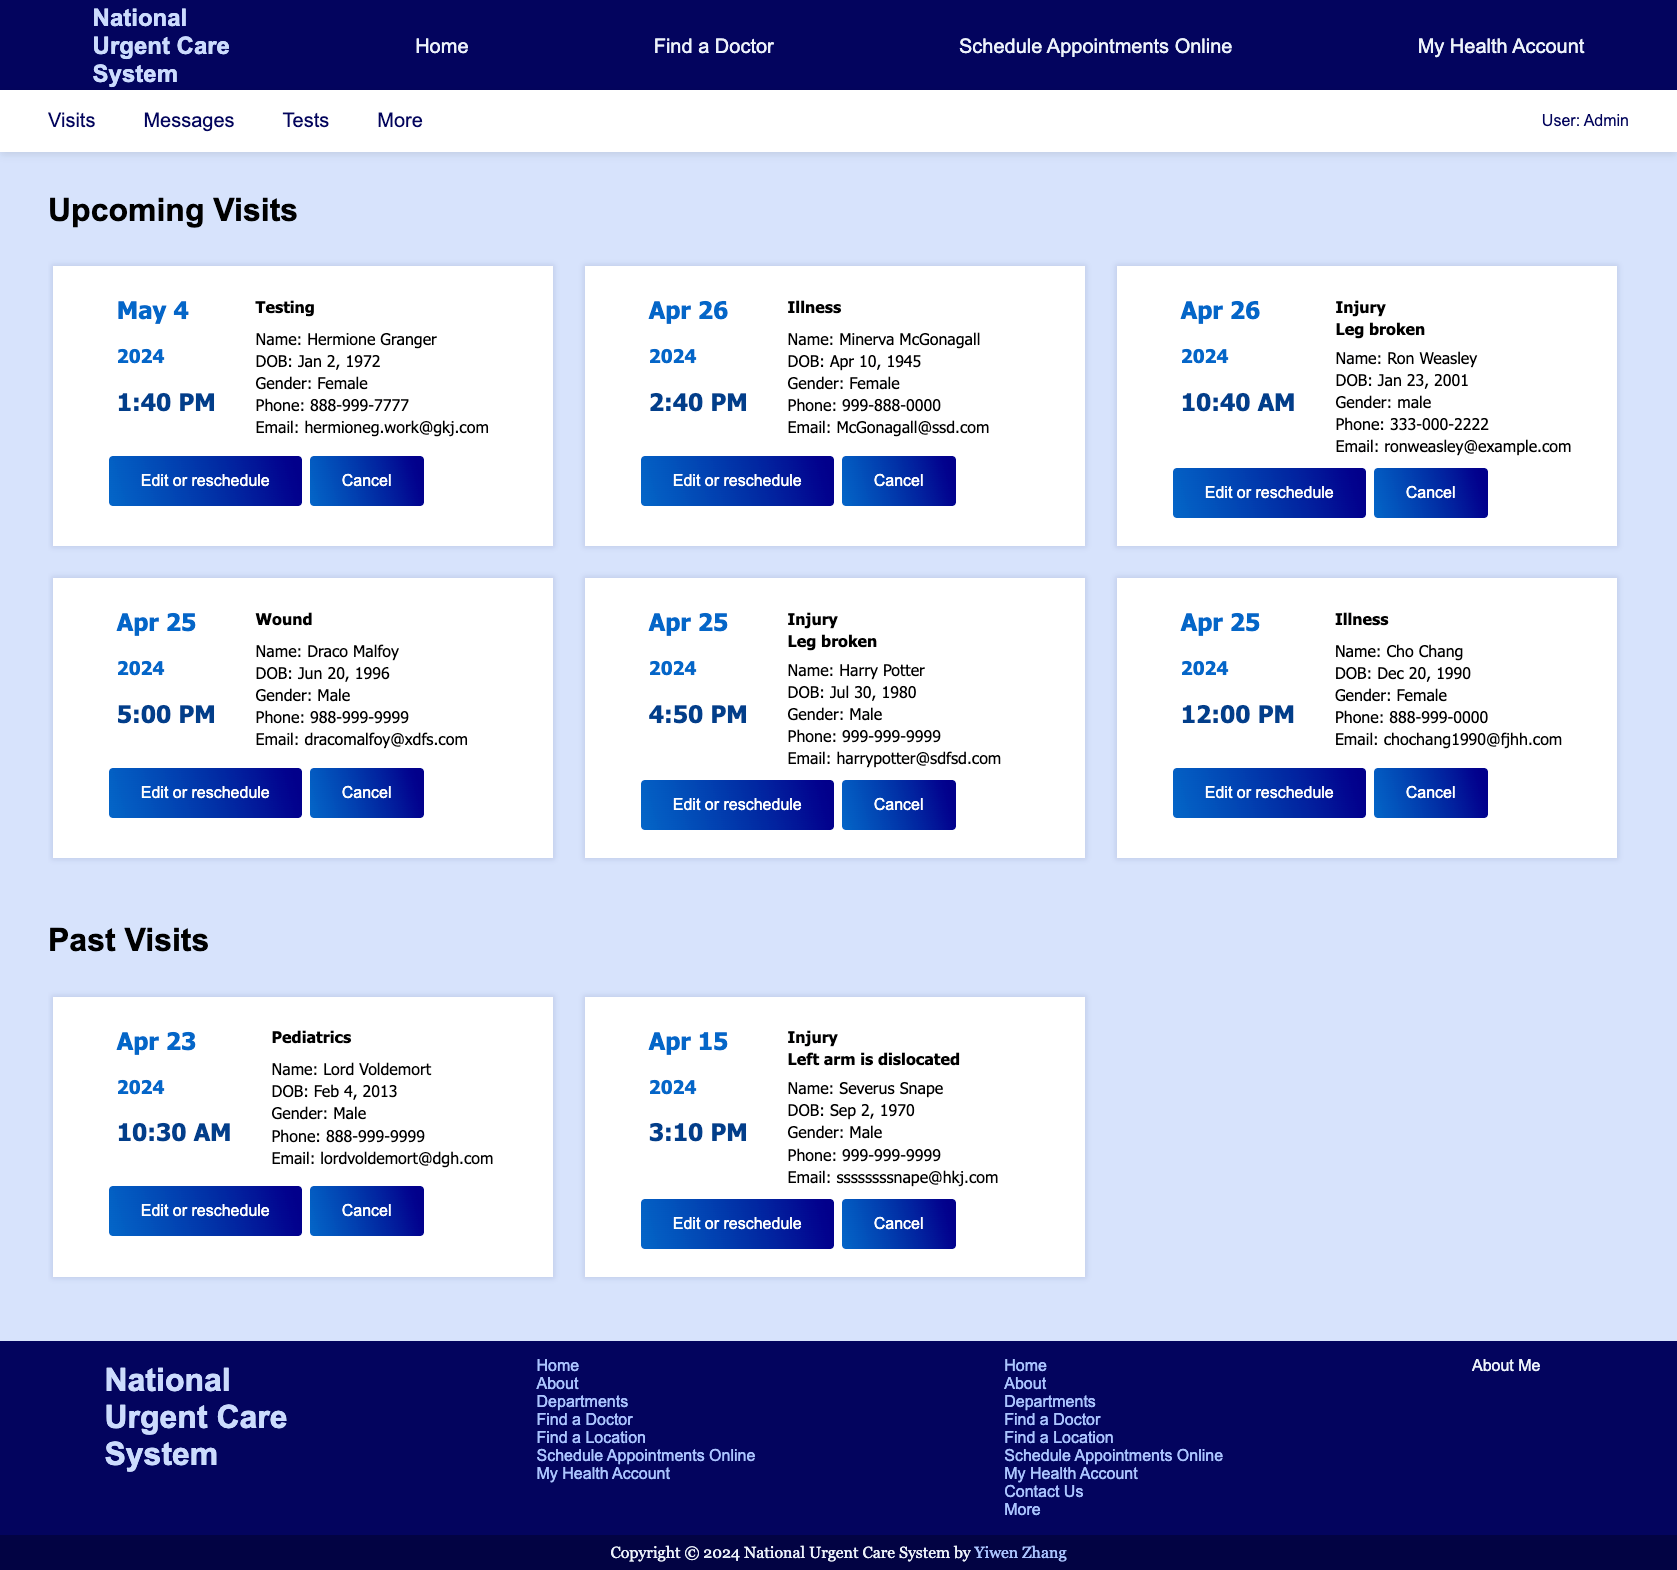 National
Urgent Care
System
Home
Find a Doctor
Schedule Appointments Online
My Health Account
Visits
Messages
Tests
More
User: Admin
Upcoming Visits
May 4
2024
1:40 PM
Testing
Name: Hermione Granger
DOB: Jan 2, 1972
Gender: Female
Phone: 888-999-7777
Email: hermioneg.work@gkj.com
Edit or reschedule
Cancel
Apr 26
2024
2:40 PM
Illness
Name: Minerva McGonagall
DOB: Apr 10, 1945
Gender: Female
Phone: 999-888-0000
Email: McGonagall@ssd.com
Edit or reschedule
Cancel
Apr 26
2024
10:40 AM
Injury
Leg broken
Name: Ron Weasley
DOB: Jan 23, 2001
Gender: male
Phone: 333-000-2222
Email: ronweasley@example.com
Edit or reschedule
Cancel
Apr 25
2024
5:00 PM
Wound
Name: Draco Malfoy
DOB: Jun 20, 1996
Gender: Male
Phone: 988-999-9999
Email: dracomalfoy@xdfs.com
Edit or reschedule
Cancel
Apr 25
2024
4:50 PM
Injury
Leg broken
Name: Harry Potter
DOB: Jul 30, 1980
Gender: Male
Phone: 999-999-9999
Email: harrypotter@sdfsd.com
Edit or reschedule
Cancel
Apr 25
2024
12:00 PM
Illness
Name: Cho Chang
DOB: Dec 20, 1990
Gender: Female
Phone: 888-999-0000
Email: chochang1990@fjhh.com
Edit or reschedule
Cancel
Past Visits
Apr 23
2024
10:30 AM
Pediatrics
Name: Lord Voldemort
DOB: Feb 4, 2013
Gender: Male
Phone: 888-999-9999
Email: lordvoldemort@dgh.com
Edit or reschedule
Cancel
Apr 15
2024
3:10 PM
Injury
Left arm is dislocated
Name: Severus Snape
DOB: Sep 2, 1970
Gender: Male
Phone: 999-999-9999
Email: ssssssssnape@hkj.com
Edit or reschedule
Cancel
National
Urgent Care
System
Home
About
Departments
Find a Doctor
Find a Location
Schedule Appointments Online
My Health Account
Home
About
Departments
Find a Doctor
Find a Location
Schedule Appointments Online
My Health Account
Contact Us
More
About Me
Copyright © 2024 National Urgent Care System by Yiwen Zhang